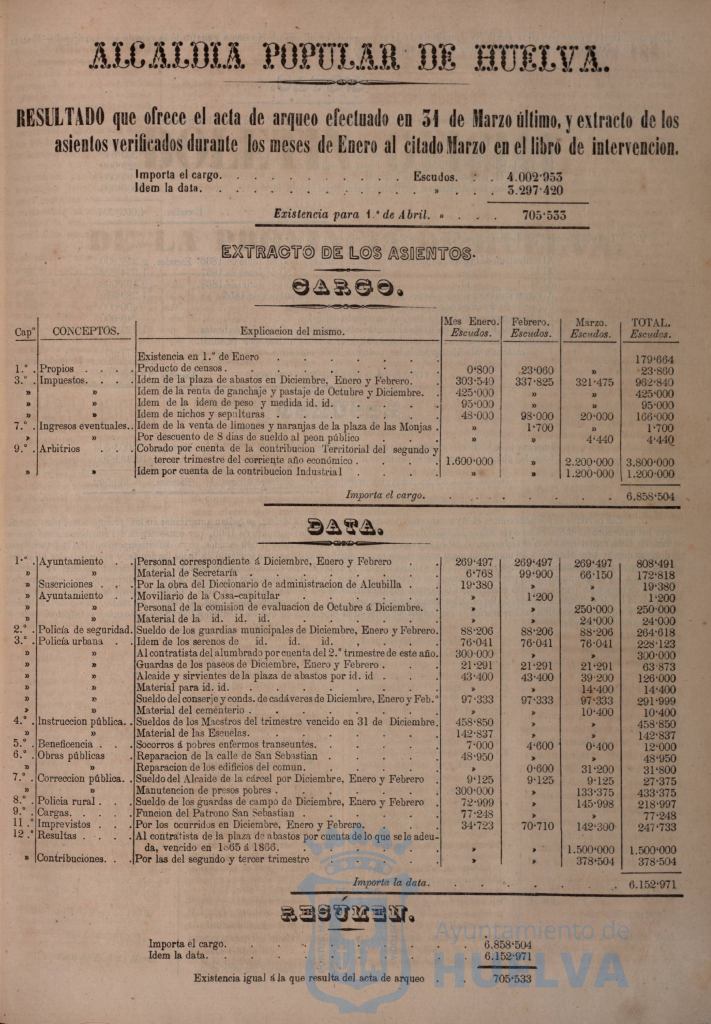 ALCALDIA POPULAR DE HUELVA.
RESULTADO que ofrece el acta de arqueo efectuado en 31 de Marzo último, y extracto de los
asientos verificados durante los meses de Enero al citado Marzo en el libro de intervencion.
Importa el cargo. . . . . . . . . . . . Escudos. . . 4.002·953
Idem la data. . . . . . . . . . . . » . . 3.297·420
Existencia para 1.º de Abril. » . . . 705·533
EXTRACTO DE LOS ASIENTOS.
CARGO.
Capº CONCEPTOS. Explicacion del mismo. Mes Enero. Escudos. Febrero. Escudos. Marzo. Escudos. TOTAL. Escudos.
Existencia en 1.º de Enero 179·664
1.º . Propios . . . . Producto de censos. 0·800 23·060 » 23·860
3.º . Impuestos. . . . Idem de la plaza de abastos en Diciembre, Enero y Febrero. 303·540 337·825 321·475 962·840
» » Idem de la renta de ganchaje y pastaje de Octubre y Diciembre. 425·000 » » 425·000
» » Idem de la idem de peso y medida id. id. 95·000 » » 95·000
» » Idem de nichos y sepulturas 48·000 98·000 20·000 166·000
7.º . Ingresos eventuales.. Idem de la venta de limones y naranjas de la plaza de las Monjas . » 1·700 » 1·700
» » Por descuento de 8 dias de sueldo al peon público » » 4·440 4·440
9.º . Arbitrios . . . Cobrado por cuenta de la contribucion Territorial del segundo y
tercer trimestre del corriente año económico . . . . 1.600·000 » 2.200·000 3.800·000
» » Idem por cuenta de la contribucion Industrial » » 1.200·000 1.200·000
Importa el cargo. . . . . . 6.858·504
DATA.
1.º . Ayuntamiento . . Personal correspondiente á Diciembre, Enero y Febrero . . 269·497 269·497 269·497 808·491
» » Material de Secretaría . . . . . . . 6·768 99·900 66·150 172·818
» Suscriciones . . . Por la obra del Diccionario de administracion de Alcubilla . 19·380 » » 19·380
» Ayuntamiento . . Moviliario de la Casa-capitular » 1·200 » 1·200
» » Personal de la comision de evaluacion de Octubre á Diciembre. » » 250·000 250·000
» » Material de la id. id. id. » » 24·000 24·000
2.º . Policía de seguridad. Sueldo de los guardias municipales de Diciembre, Enero y Febrero. 88·206 88·206 88·206 264·618
3.º . Policía urbana . . Idem de los serenos de id. id. id. 76·041 76·041 76·041 228·123
» » Al contratista del alumbrado por cuenta del 2.º trimestre de este año. 300·000 » » 300·000
» » Guardas de los paseos de Diciembre, Enero y Febrero . . 21·291 21·291 21·291 63·873
» » Alcaide y sirvientes de la plaza de abastos por id. id . . 43·400 43·400 39·200 126·000
» » Material para id. id. » » 14·400 14·400
» » Sueldo del conserje y conds. de cadáveres de Diciembre, Enero y Feb.º 97·333 97·333 97·333 291·999
» » Material del cementerio . » » 10·400 10·400
4.º . Instruccion pública. . Sueldos de los Maestros del trimestre vencido en 31 de Diciembre 458·850 » » 458·850
» » Material de las Escuelas. 142·837 » » 142·837
5.º . Beneficencia . . . Socorros á pobres enfermos transeuntes. 7·000 4·600 0·400 12·000
6.º . Obras públicas . . Reparacion de la calle de San Sebastian 48·950 » » 48·950
» » Reparacion de los edificios del comun. » 0·600 31·200 31·800
7.º . Correccion pública. . Sueldo del Alcaide de la cárcel por Diciembre, Enero y Febrero . 9·125 9·125 9·125 27·375
» » Manutencion de presos pobres . 300·000 » 133·375 433·375
8.º . Policia rural . . . Sueldo de los guardas de campo de Diciembre, Enero y Febrero 72·999 » 145·998 218·997
9.º . Cargas. . . . Funcion del Patrono San Sebastian . 77·248 » » 77·248
11.º . Imprevistos . . . Por los ocurridos en Diciembre, Enero y Febrero. 34·723 70·710 142·300 247·733
12.º . Resultas . . . Al contratista de la plaza de abastos por cuenta de lo que se le adeu-
da, vencido en 1865 á 1866. » » 1.500·000 1.500·000
» Contribuciones. . . Por las del segundo y tercer trimestre » » 378·504 378·504
Importa la data. . . . . . 6.152·971
RESÚMEN.
Importa el cargo. . . . . . . . 6.858·504
Idem la data. . . . . . . . 6.152·971
Existencia igual á la que resulta del acta de arqueo . . 705·533
Ayuntamiento de
HUELVA